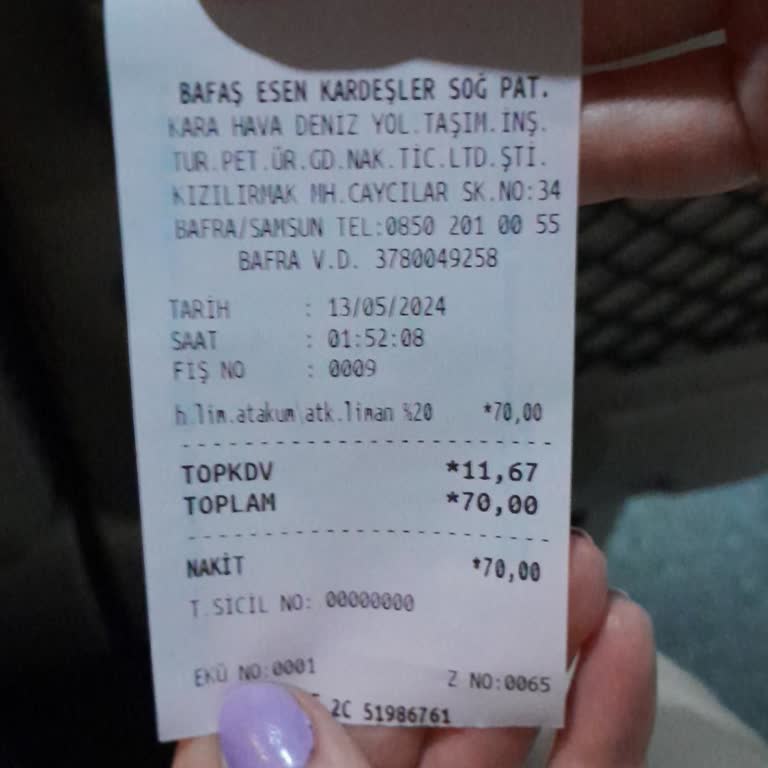 BAFAŞ ESEN KARDEŞLER SOĞ PAT.
KARA HAVA DENIZ YOL.TAŞIM.İNŞ.
TUR.PET.ÜR.GD.NAK.TİC.LTD.ŞTİ.
KIZILIRMAK MH.CAYCILAR SK.NO:34
BAFRA/SAMSUN TEL:0850 201 00 55
BAFRA V.D. 3780049258
TARİH : 13/05/2024
SAAT : 01:52:08
FİŞ NO : 0009
h.lim.atakum\atk.liman %20 *70,00
TOPKDV *11,67
TOPLAM *70,00
NAKİT *70,00
T.SİCİL NO: 00000000
EKÜ NO:0001 Z NO:0065
2C 51986761